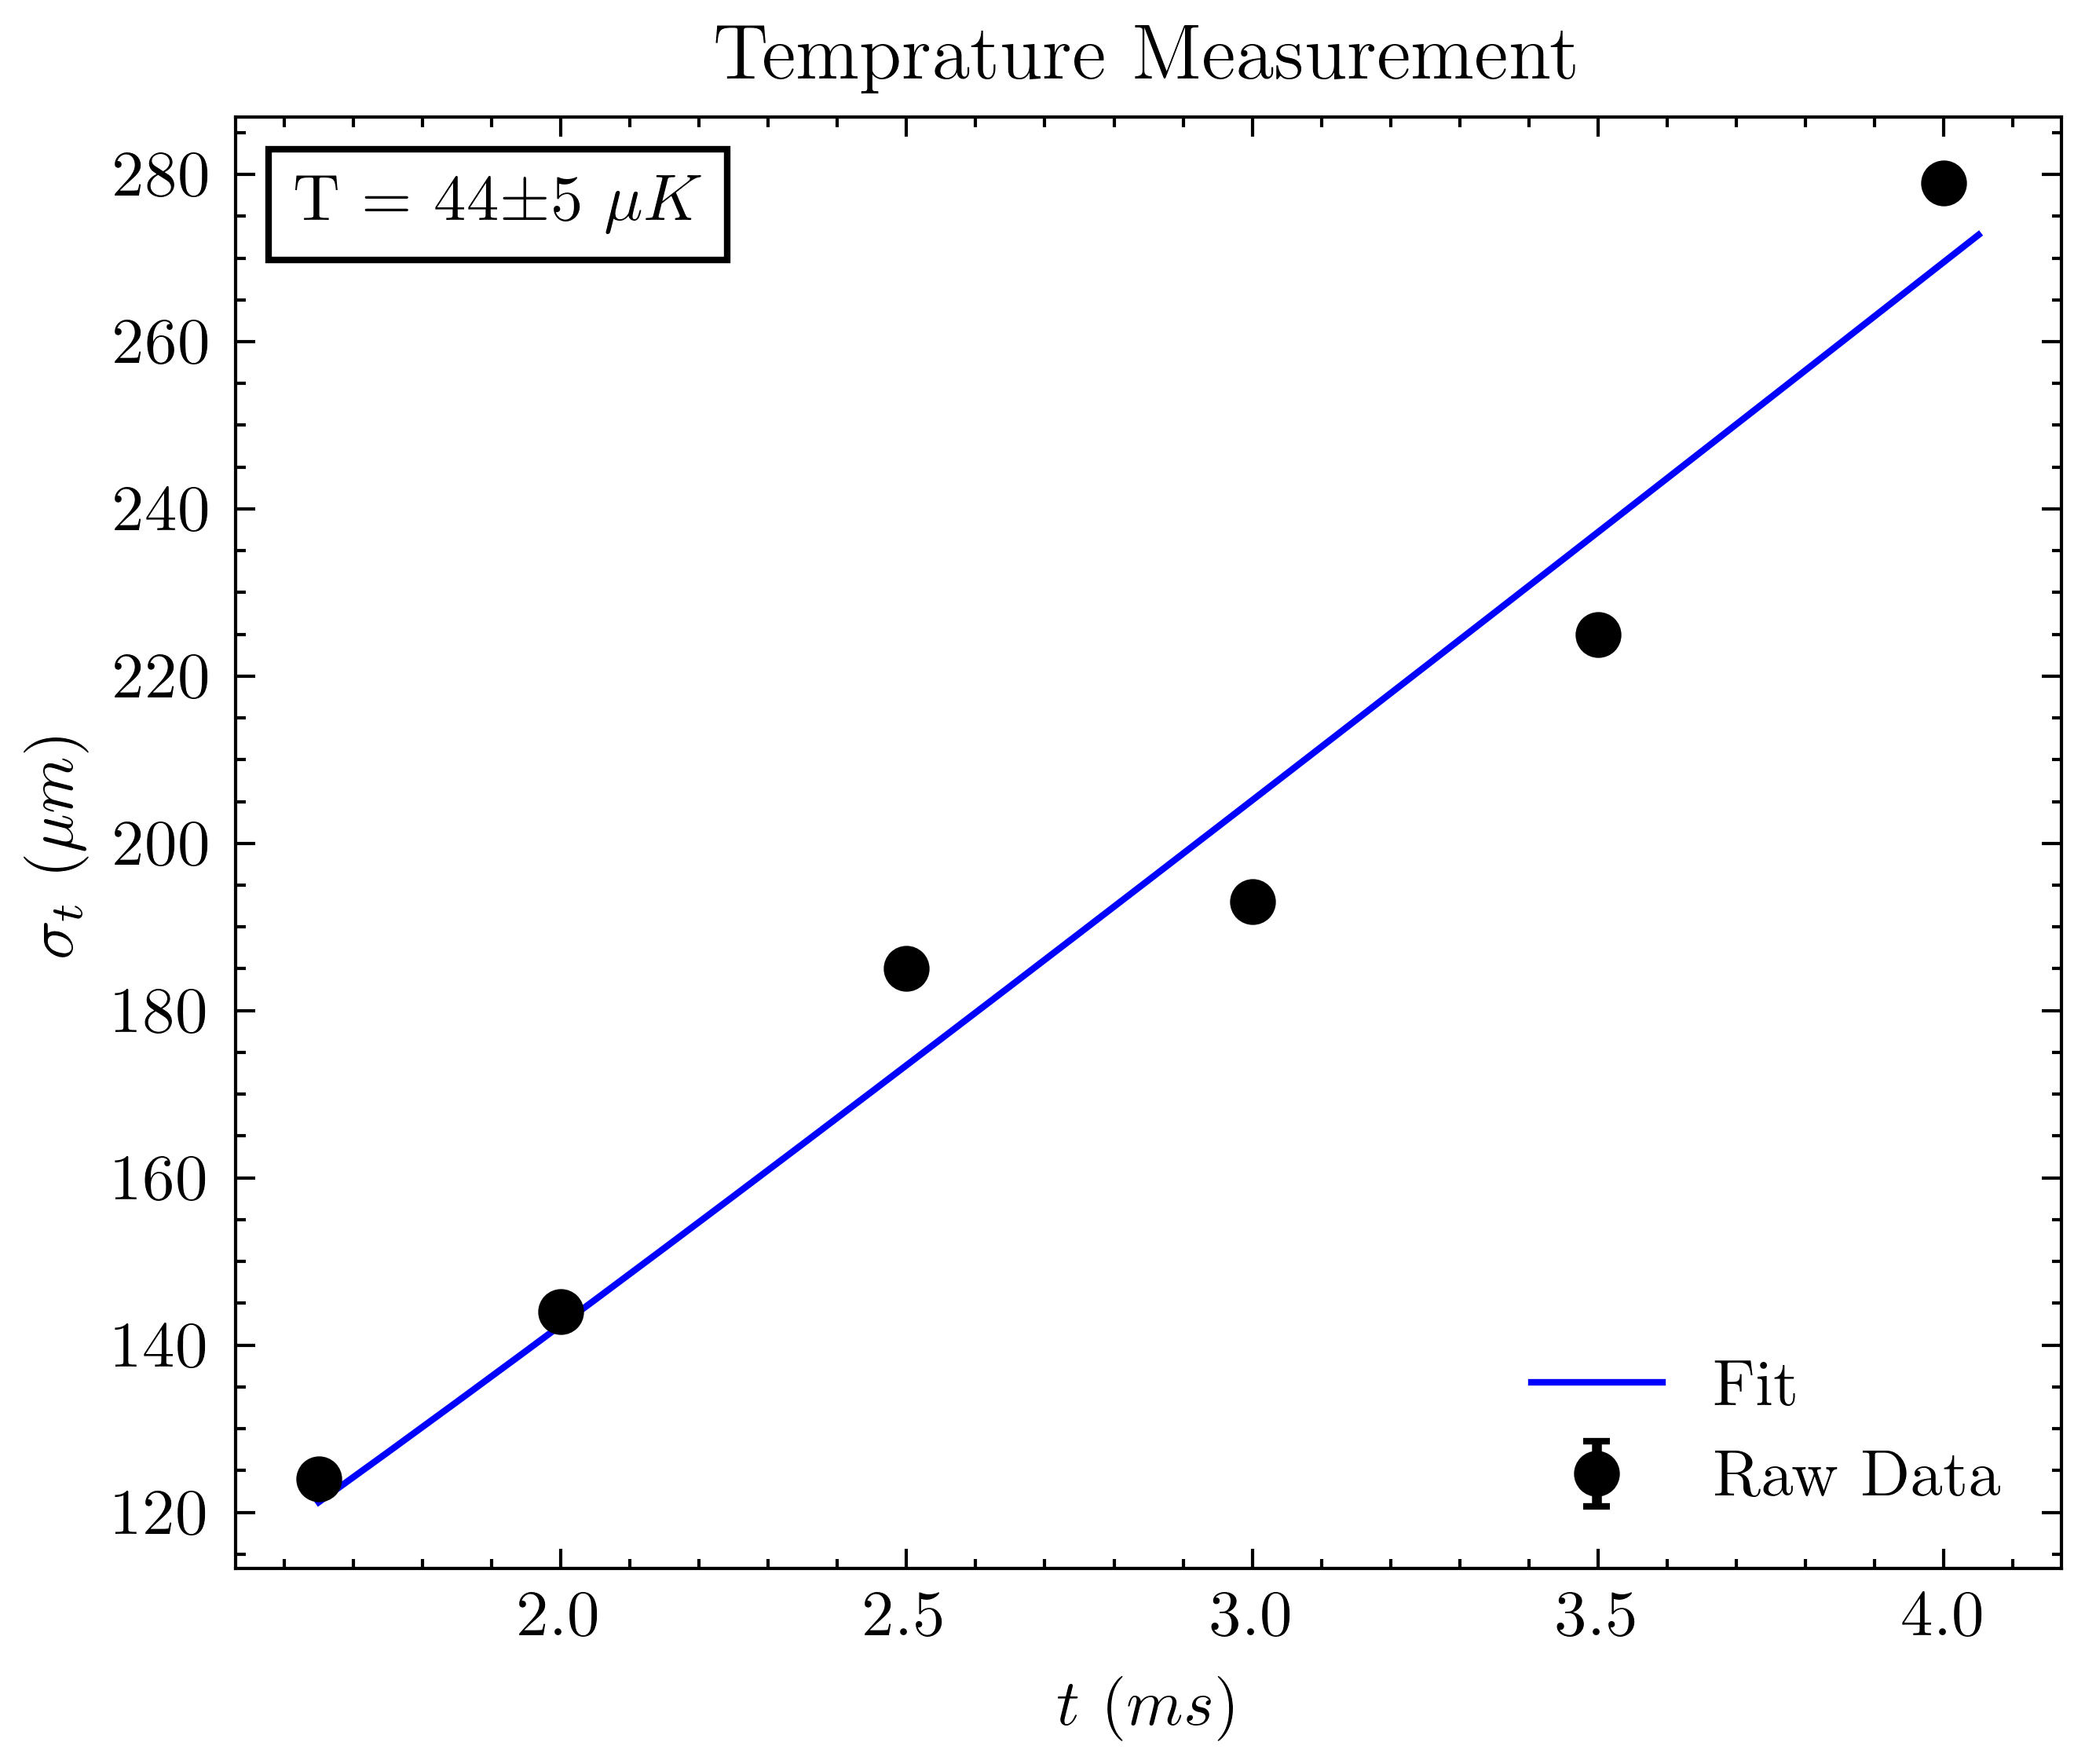 Temprature Measurement
T = 44±5 μK
280
260
240
220
200
180
160
140
120
σt (μm)
Fit
Raw Data
2.0 2.5 3.0 3.5 4.0
t (ms)